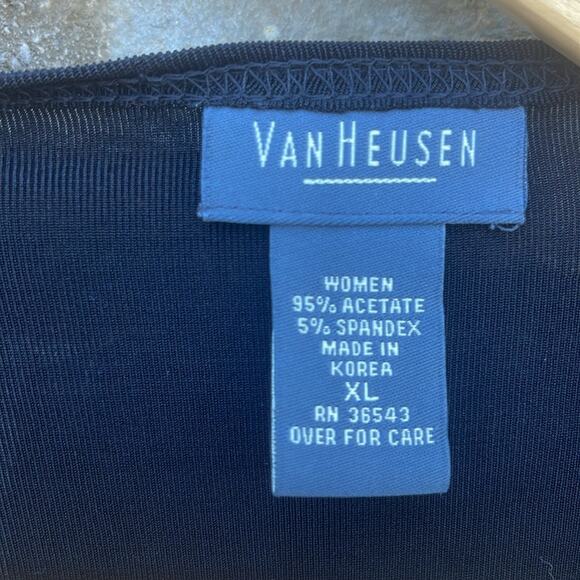 VAN HEUSEN
WOMEN
95% ACETATE
5% SPANDEX
MADE IN
KOREA
XL
RN 36543
OVER FOR CARE